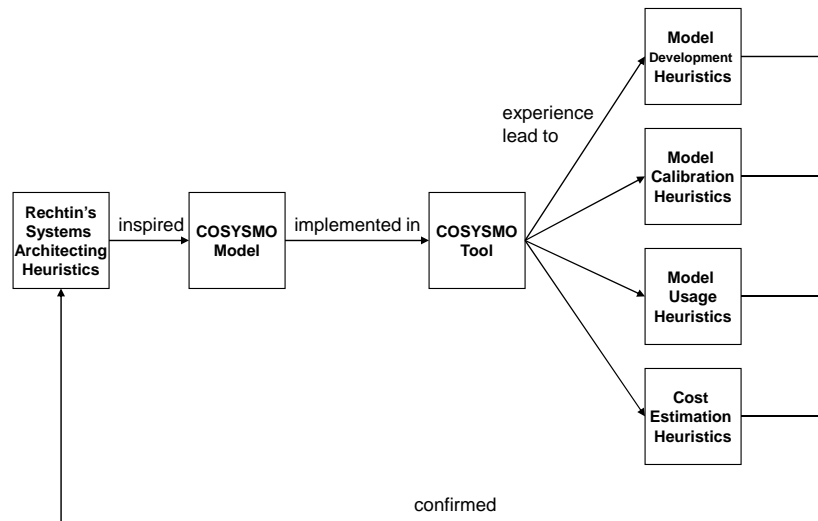 Rechtin's
Systems
Architecting
Heuristics
inspired
COSYSMO
Model
implemented in
COSYSMO
Tool
experience
lead to
Model
Development
Heuristics
Model
Calibration
Heuristics
Model
Usage
Heuristics
Cost
Estimation
Heuristics
confirmed